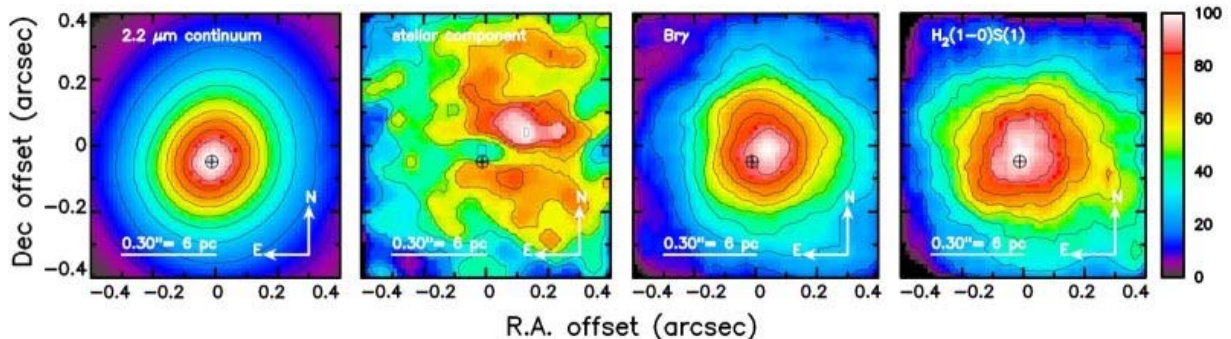 2.2 μm continuum
stellar component
Brγ
H₂(1−0)S(1)
0.4
0.2
0
−0.2
−0.4
Dec offset (arcsec)
N
E
0.30"= 6 pc
N
E
0.30"= 6 pc
N
E
0.30"= 6 pc
N
E
0.30"= 6 pc
−0.4 −0.2 0 0.2 0.4
−0.4 −0.2 0 0.2 0.4
−0.4 −0.2 0 0.2 0.4
−0.4 −0.2 0 0.2 0.4
R.A. offset (arcsec)
100
80
60
40
20
0